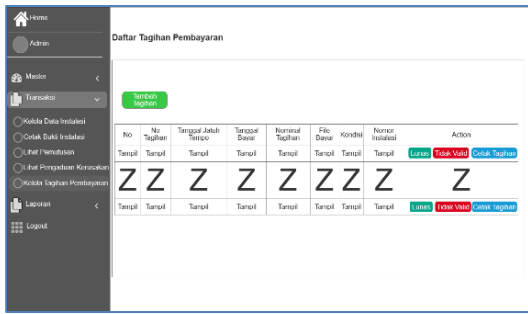 Home
Admin
Daftar Tagihan Pembayaran
Master
Transaksi
Tambah
Tagihan
Kelola Data Instalasi
Cetak Bukti Instalasi
Lihat Pemutusan
Lihat Pengaduan Kerusakan
Kelola Tagihan Pembayaran
Laporan
Logout
No No Tagihan Tanggal Jatuh Tempo Tanggal Bayar Nominal Tagihan File Bayar Kondisi Nomor Instalasi Action
Tampil Tampil Tampil Tampil Tampil Tampil Tampil Tampil Lunas Tidak Valid Cetak Tagihan
Z Z Z Z Z Z Z Z Z
Tampil Tampil Tampil Tampil Tampil Tampil Tampil Tampil Lunas Tidak Valid Cetak Tagihan